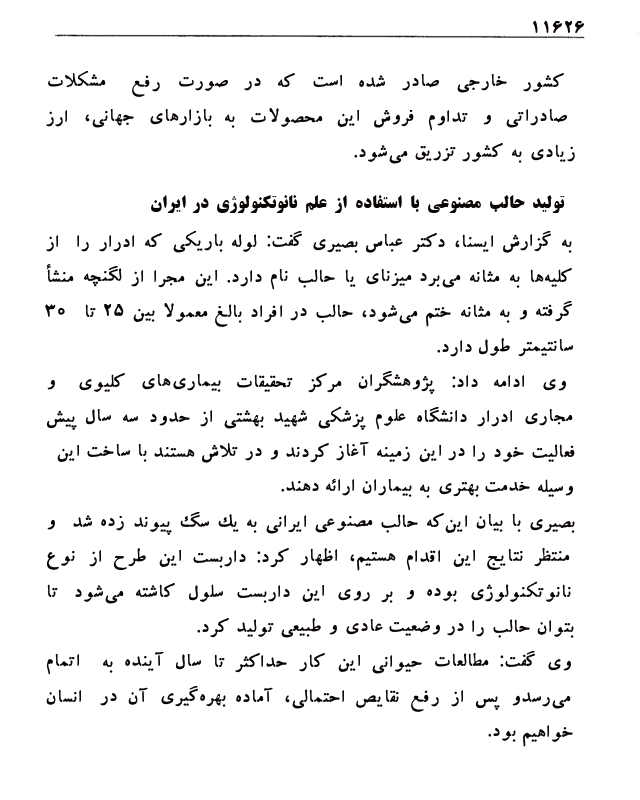 ۱۱۶۲۶
کشور خارجی صادر شده است که در صورت رفع مشکلات
صادراتی و تداوم فروش این محصولات به بازارهای جهانی، ارز
زیادی به کشور تزریق می‌شود.
تولید حالب مصنوعی با استفاده از علم نانوتکنولوژی در ایران
به گزارش ایسنا، دکتر عباس بصیری گفت: لوله باریکی که ادرار را از
کلیه‌ها به مثانه می‌برد میزنای یا حالب نام دارد. این مجرا از لگنچه منشأ
گرفته و به مثانه ختم می‌شود، حالب در افراد بالغ معمولا بین ۲۵ تا ۳۰
سانتیمتر طول دارد.
وی ادامه داد: پژوهشگران مرکز تحقیقات بیماری‌های کلیوی و
مجاری ادرار دانشگاه علوم پزشکی شهید بهشتی از حدود سه سال پیش
فعالیت خود را در این زمینه آغاز کردند و در تلاش هستند با ساخت این
وسیله خدمت بهتری به بیماران ارائه دهند.
بصیری با بیان این‌که حالب مصنوعی ایرانی به یك سگ پیوند زده شد و
منتظر نتایج این اقدام هستیم، اظهار کرد: داربست این طرح از نوع
نانوتکنولوژی بوده و بر روی این داربست سلول کاشته می‌شود تا
بتوان حالب را در وضعیت عادی و طبیعی تولید کرد.
وی گفت: مطالعات حیوانی این کار حداکثر تا سال آینده به اتمام
می‌رسدو پس از رفع نقایص احتمالی، آماده بهره‌گیری آن در انسان
خواهیم بود.